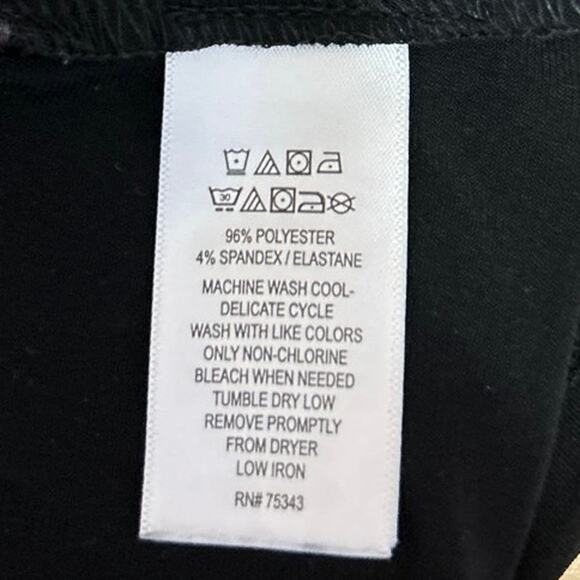 30
96% POLYESTER
4% SPANDEX / ELASTANE
MACHINE WASH COOL-
DELICATE CYCLE
WASH WITH LIKE COLORS
ONLY NON-CHLORINE
BLEACH WHEN NEEDED
TUMBLE DRY LOW
REMOVE PROMPTLY
FROM DRYER
LOW IRON
RN# 75343